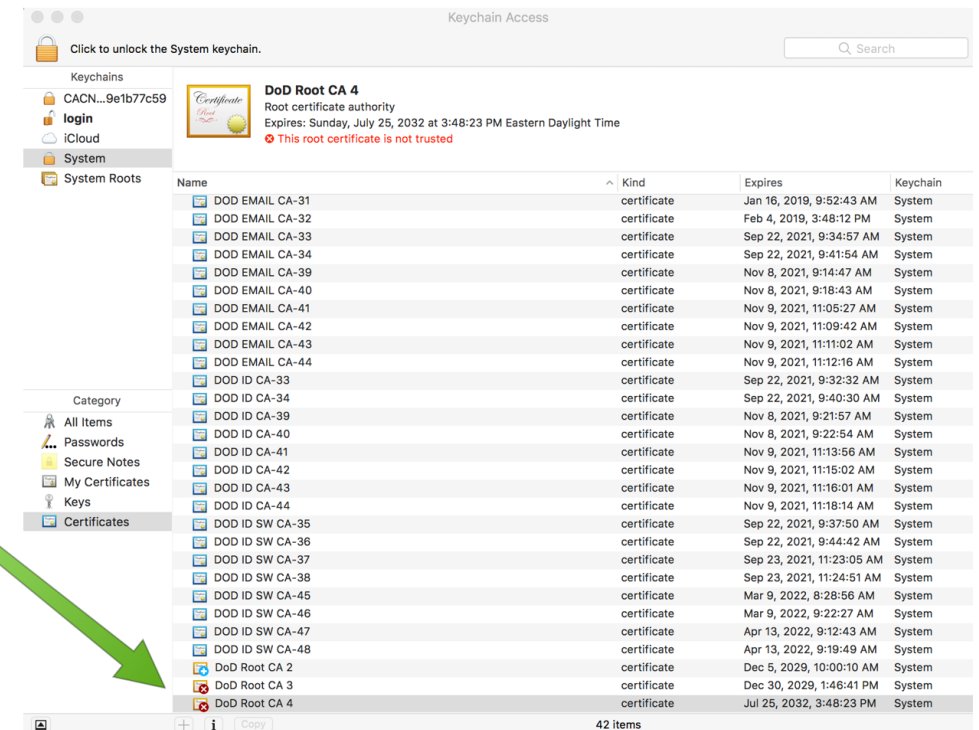 Keychain Access
Click to unlock the System keychain.
Search
Keychains
CACN...9e1b77c59
login
iCloud
System
System Roots
Certificate
Root
DoD Root CA 4
Root certificate authority
Expires: Sunday, July 25, 2032 at 3:48:23 PM Eastern Daylight Time
This root certificate is not trusted
Name Kind Expires Keychain
DOD EMAIL CA-31 certificate Jan 16, 2019, 9:52:43 AM System
DOD EMAIL CA-32 certificate Feb 4, 2019, 3:48:12 PM System
DOD EMAIL CA-33 certificate Sep 22, 2021, 9:34:57 AM System
DOD EMAIL CA-34 certificate Sep 22, 2021, 9:41:54 AM System
DOD EMAIL CA-39 certificate Nov 8, 2021, 9:14:47 AM System
DOD EMAIL CA-40 certificate Nov 8, 2021, 9:18:43 AM System
DOD EMAIL CA-41 certificate Nov 9, 2021, 11:05:27 AM System
DOD EMAIL CA-42 certificate Nov 9, 2021, 11:09:42 AM System
DOD EMAIL CA-43 certificate Nov 9, 2021, 11:11:02 AM System
DOD EMAIL CA-44 certificate Nov 9, 2021, 11:12:16 AM System
DOD ID CA-33 certificate Sep 22, 2021, 9:32:32 AM System
DOD ID CA-34 certificate Sep 22, 2021, 9:40:30 AM System
DOD ID CA-39 certificate Nov 8, 2021, 9:21:57 AM System
DOD ID CA-40 certificate Nov 8, 2021, 9:22:54 AM System
DOD ID CA-41 certificate Nov 9, 2021, 11:13:56 AM System
DOD ID CA-42 certificate Nov 9, 2021, 11:15:02 AM System
DOD ID CA-43 certificate Nov 9, 2021, 11:16:01 AM System
DOD ID CA-44 certificate Nov 9, 2021, 11:18:14 AM System
DOD ID SW CA-35 certificate Sep 22, 2021, 9:37:50 AM System
DOD ID SW CA-36 certificate Sep 22, 2021, 9:44:42 AM System
DOD ID SW CA-37 certificate Sep 23, 2021, 11:23:05 AM System
DOD ID SW CA-38 certificate Sep 23, 2021, 11:24:51 AM System
DOD ID SW CA-45 certificate Mar 9, 2022, 8:28:56 AM System
DOD ID SW CA-46 certificate Mar 9, 2022, 9:22:27 AM System
DOD ID SW CA-47 certificate Apr 13, 2022, 9:12:43 AM System
DOD ID SW CA-48 certificate Apr 13, 2022, 9:19:49 AM System
DoD Root CA 2 certificate Dec 5, 2029, 10:00:10 AM System
DoD Root CA 3 certificate Dec 30, 2029, 1:46:41 PM System
DoD Root CA 4 certificate Jul 25, 2032, 3:48:23 PM System
Category
All Items
Passwords
Secure Notes
My Certificates
Keys
Certificates
+ i Copy 42 items